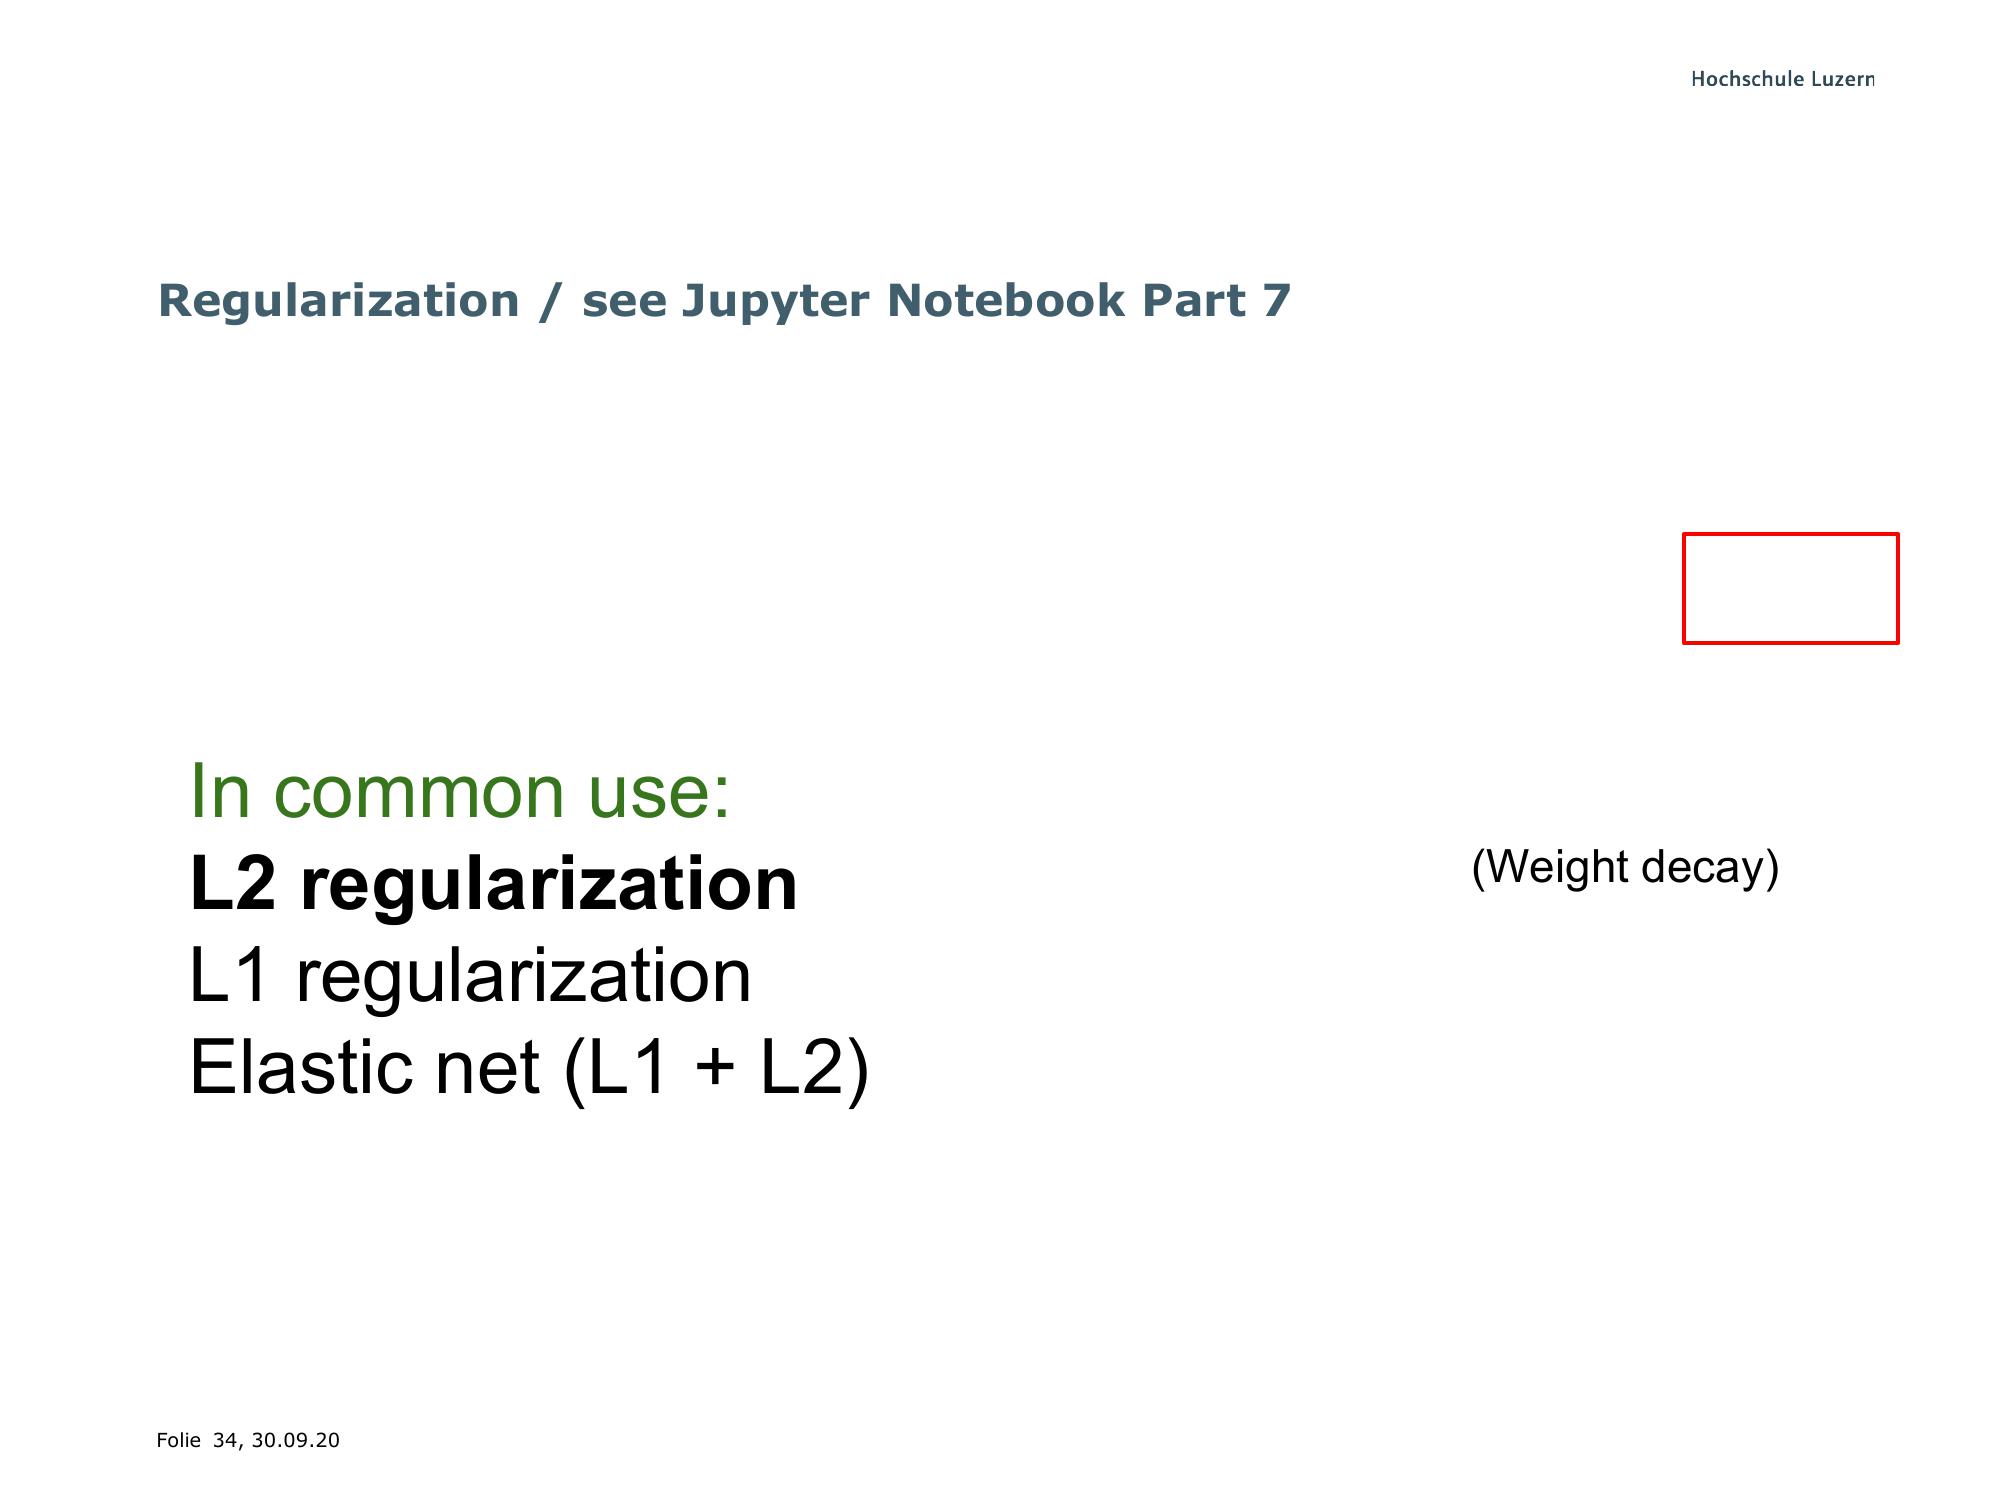 Hochschule Luzern
Regularization / see Jupyter Notebook Part 7
In common use:
L2 regularization
(Weight decay)
L1 regularization
Elastic net (L1 + L2)
Folie 34, 30.09.20